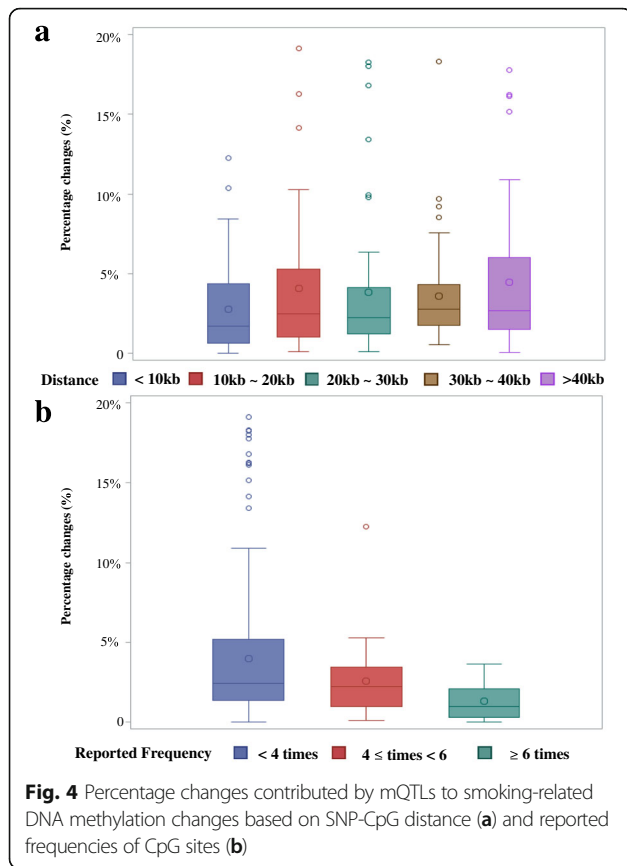 a
20%
15%
10%
5%
0
Percentage changes (%)
Distance < 10kb 10kb ~ 20kb 20kb ~ 30kb 30kb ~ 40kb >40kb
b
20%
15%
10%
5%
0
Percentage changes (%)
Reported Frequency < 4 times 4 ≤ times < 6 ≥ 6 times
Fig. 4 Percentage changes contributed by mQTLs to smoking-related
DNA methylation changes based on SNP-CpG distance (a) and reported
frequencies of CpG sites (b)